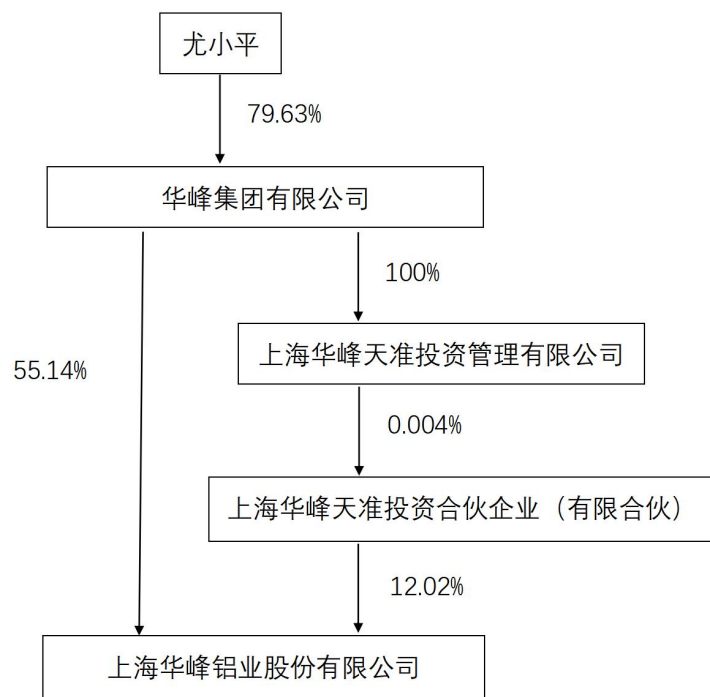 尤小平
79.63%
华峰集团有限公司
100%
上海华峰天准投资管理有限公司
55.14%
0.004%
上海华峰天准投资合伙企业（有限合伙）
12.02%
上海华峰铝业股份有限公司